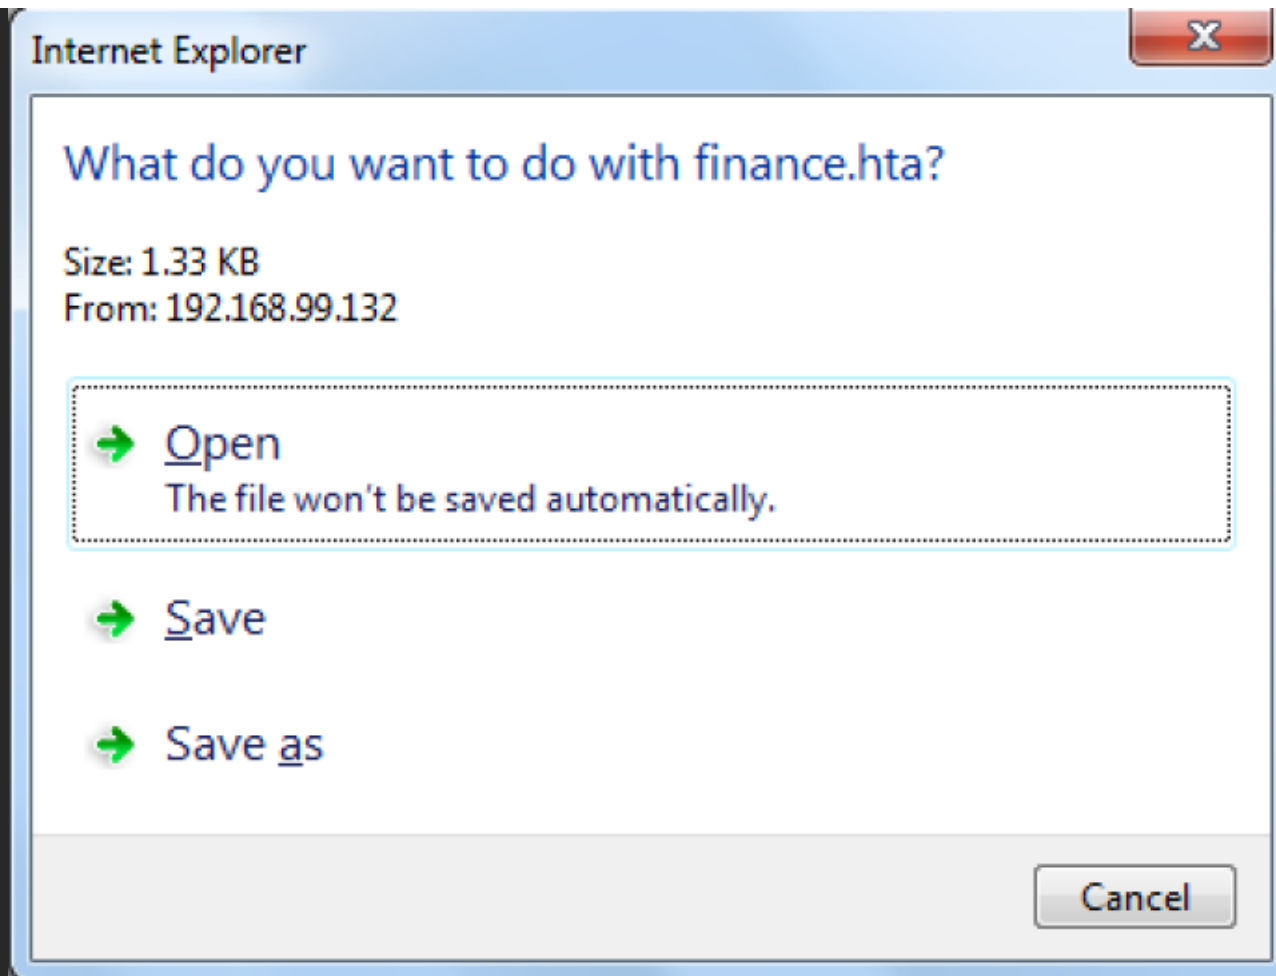 Internet Explorer
What do you want to do with finance.hta?
Size: 1.33 KB
From: 192.168.99.132
Open
The file won't be saved automatically.
Save
Save as
Cancel